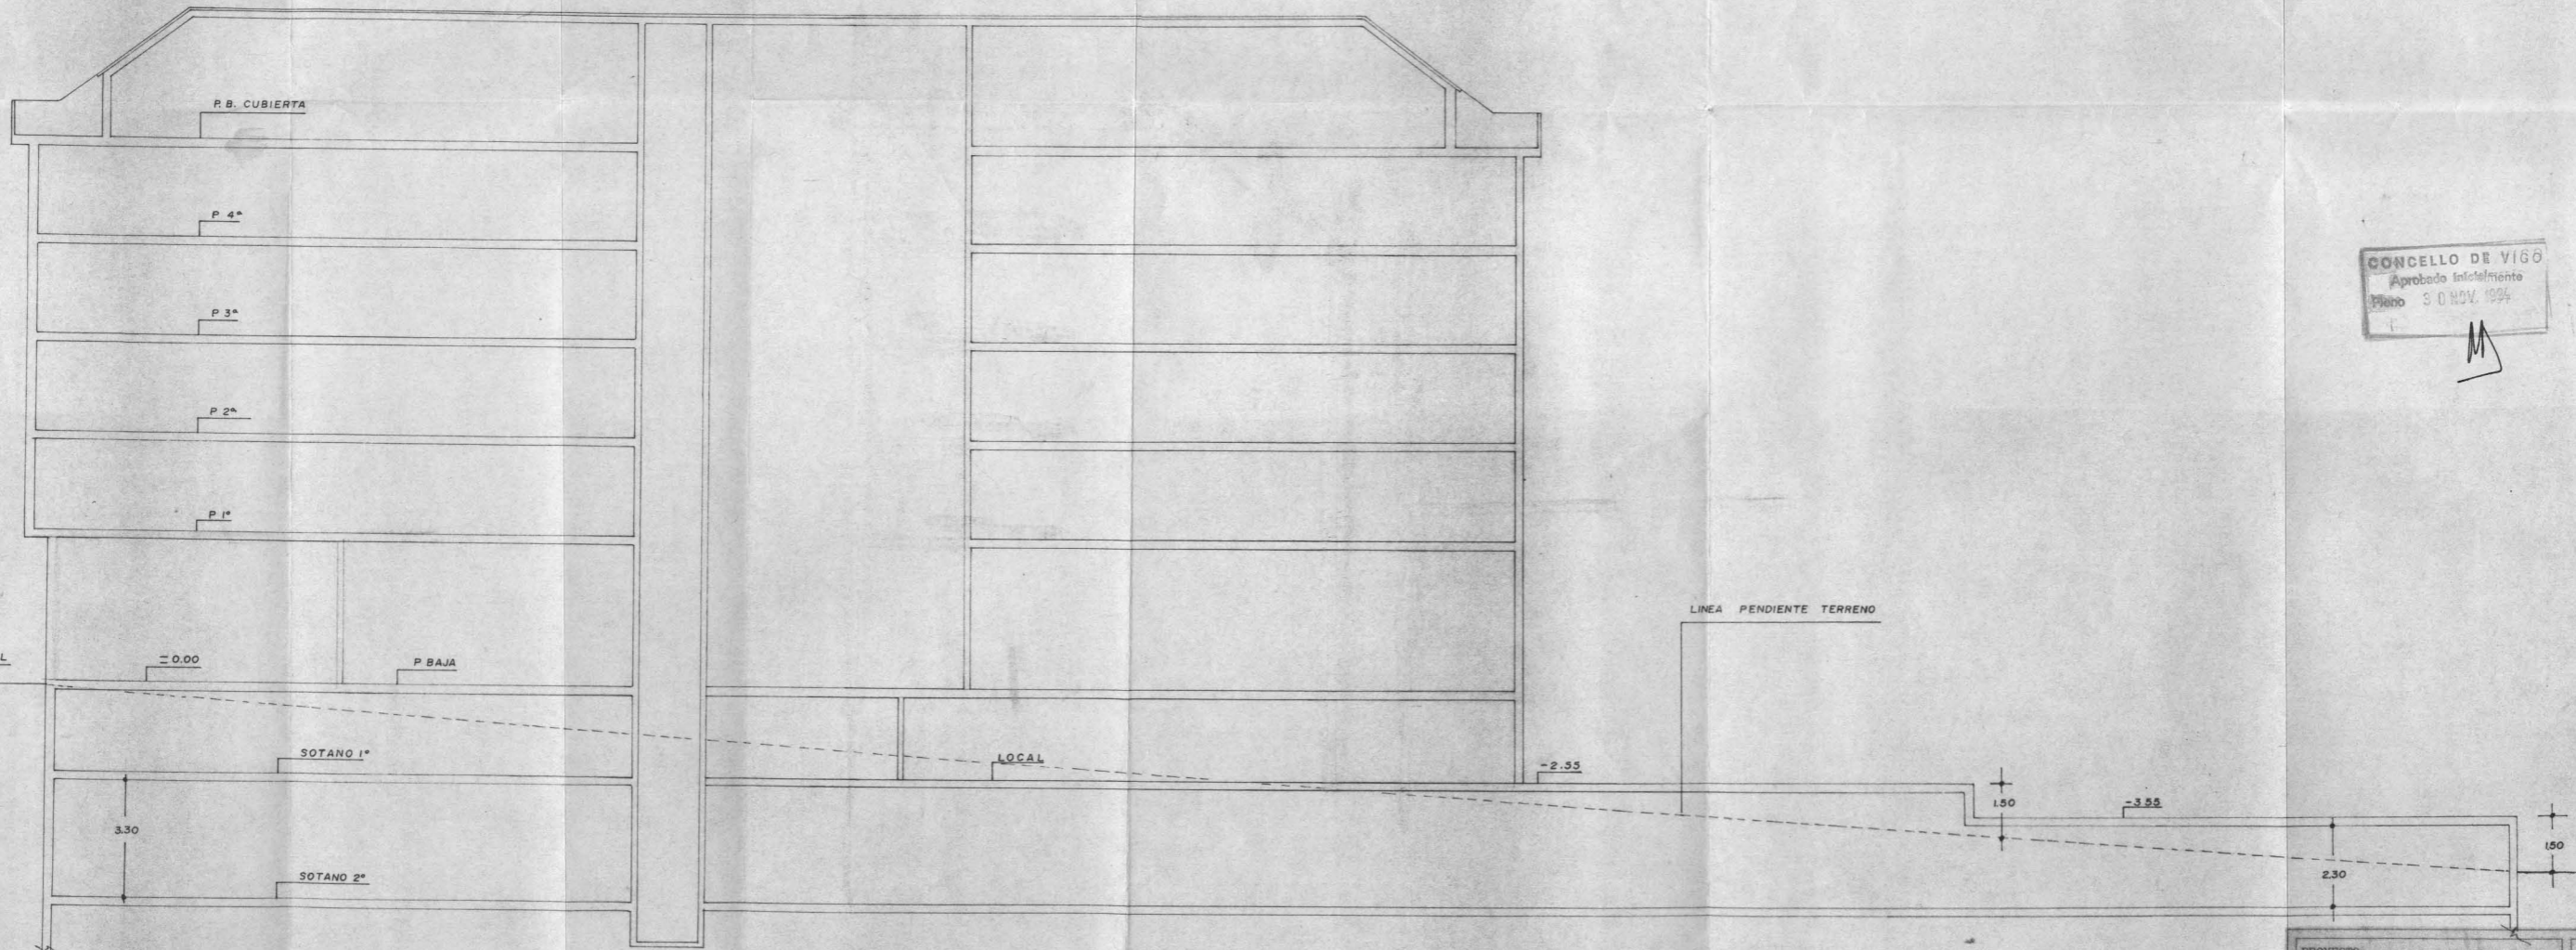 P.B. CUBIERTA
P 4ª
CONCELLO DE VIGO
Aprobado inicialmente
Pleno 30 NOV. 1994
P 3ª
P 2ª
P 1º
LINEA PENDIENTE TERRENO
L
±0.00
P BAJA
SOTANO 1º
LOCAL
-2.55
1.50
-3.55
3.30
1.50
SOTANO 2º
2.30